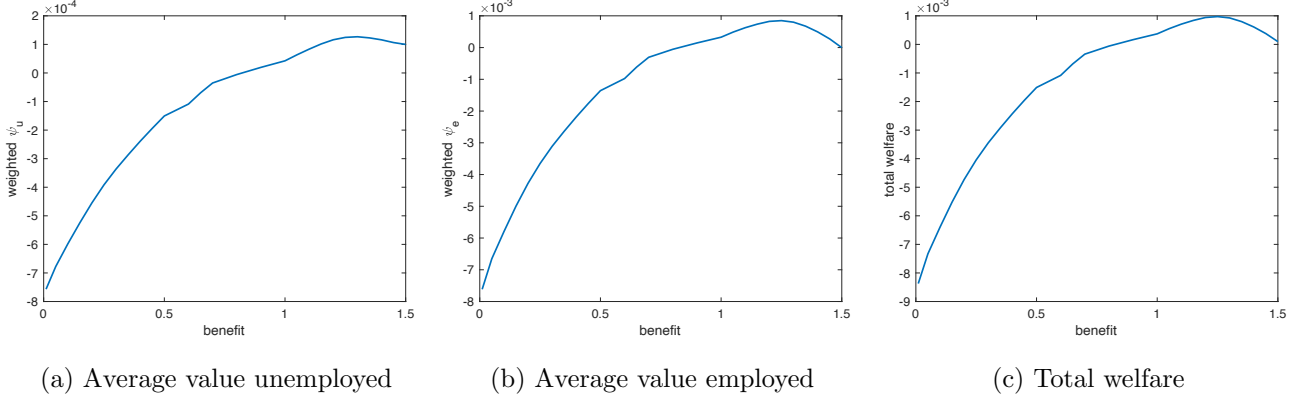 ×10⁻⁴
2
1
0
-1
-2
-3
-4
-5
-6
-7
-8
weighted ψ_u
0 0.5 1 1.5
benefit
(a) Average value unemployed
×10⁻³
1
0
-1
-2
-3
-4
-5
-6
-7
-8
weighted ψ_e
0 0.5 1 1.5
benefit
(b) Average value employed
×10⁻³
1
0
-1
-2
-3
-4
-5
-6
-7
-8
-9
total welfare
0 0.5 1 1.5
benefit
(c) Total welfare